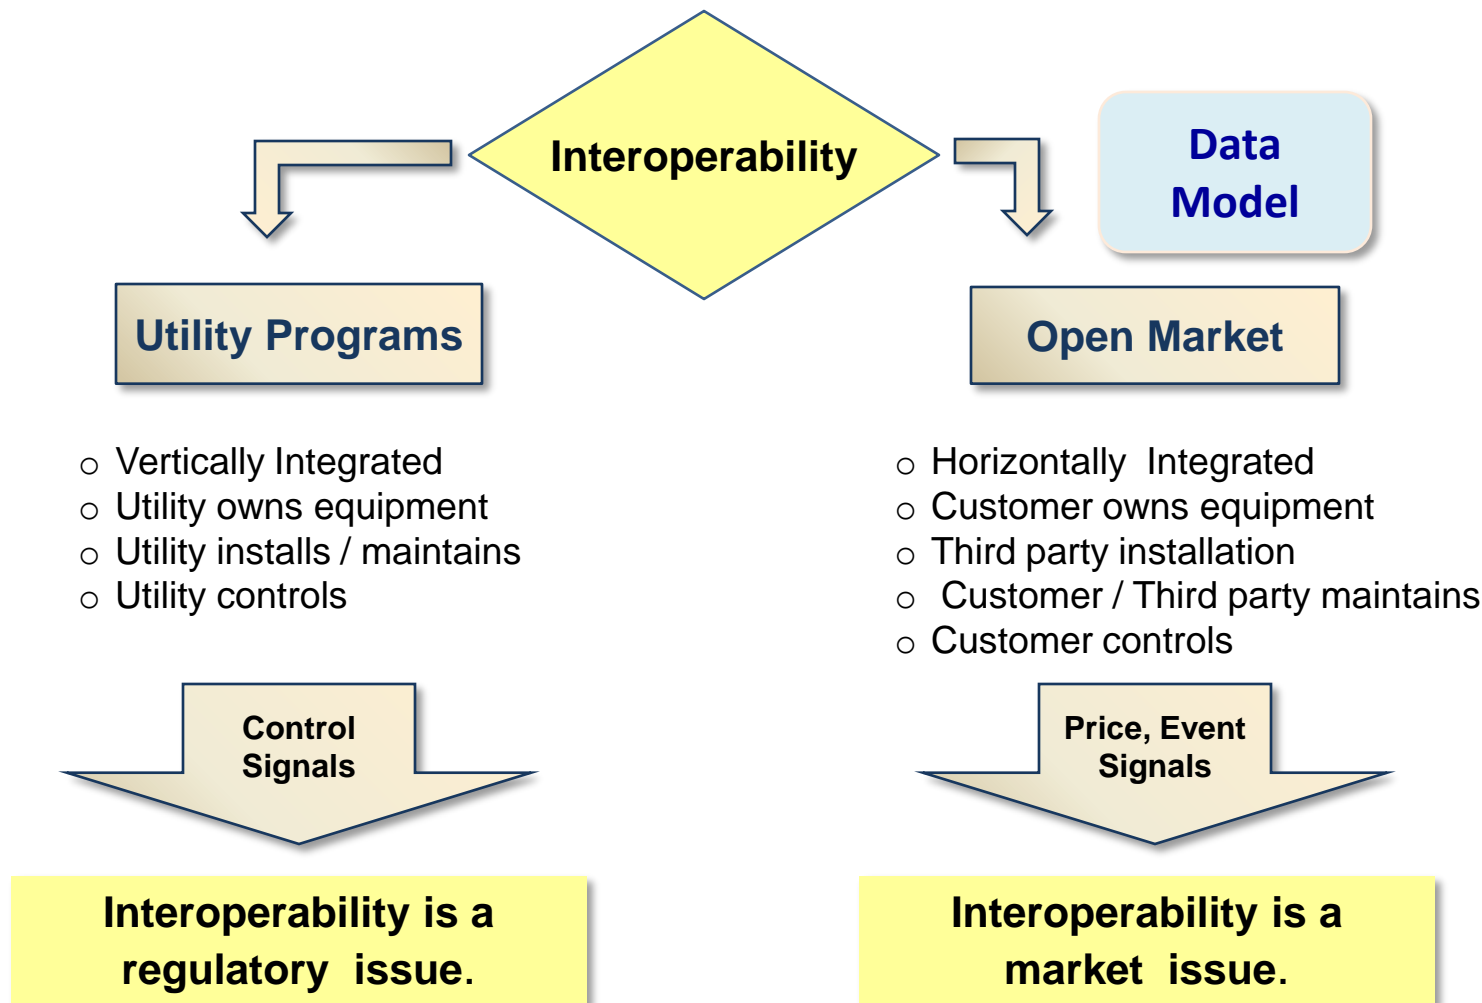 Interoperability
Data
Model
Utility Programs
Open Market
○ Vertically Integrated
○ Utility owns equipment
○ Utility installs / maintains
○ Utility controls
○ Horizontally  Integrated
○ Customer owns equipment
○ Third party installation
○  Customer / Third party maintains
○ Customer controls
Control
Signals
Price, Event
Signals
Interoperability is a
regulatory  issue.
Interoperability is a
market  issue.